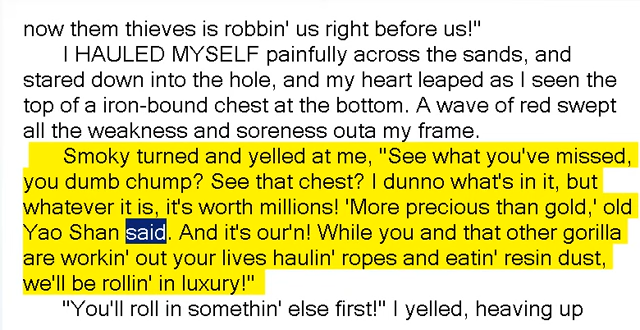 now them thieves is robbin' us right before us!"
I HAULED MYSELF painfully across the sands, and
stared down into the hole, and my heart leaped as I seen the
top of a iron-bound chest at the bottom. A wave of red swept
all the weakness and soreness outa my frame.
Smoky turned and yelled at me, "See what you've missed,
you dumb chump? See that chest? I dunno what's in it, but
whatever it is, it's worth millions! 'More precious than gold,' old
Yao Shan said. And it's our'n! While you and that other gorilla
are workin' out your lives haulin' ropes and eatin' resin dust,
we'll be rollin' in luxury!"
"You'll roll in somethin' else first!" I yelled, heaving up